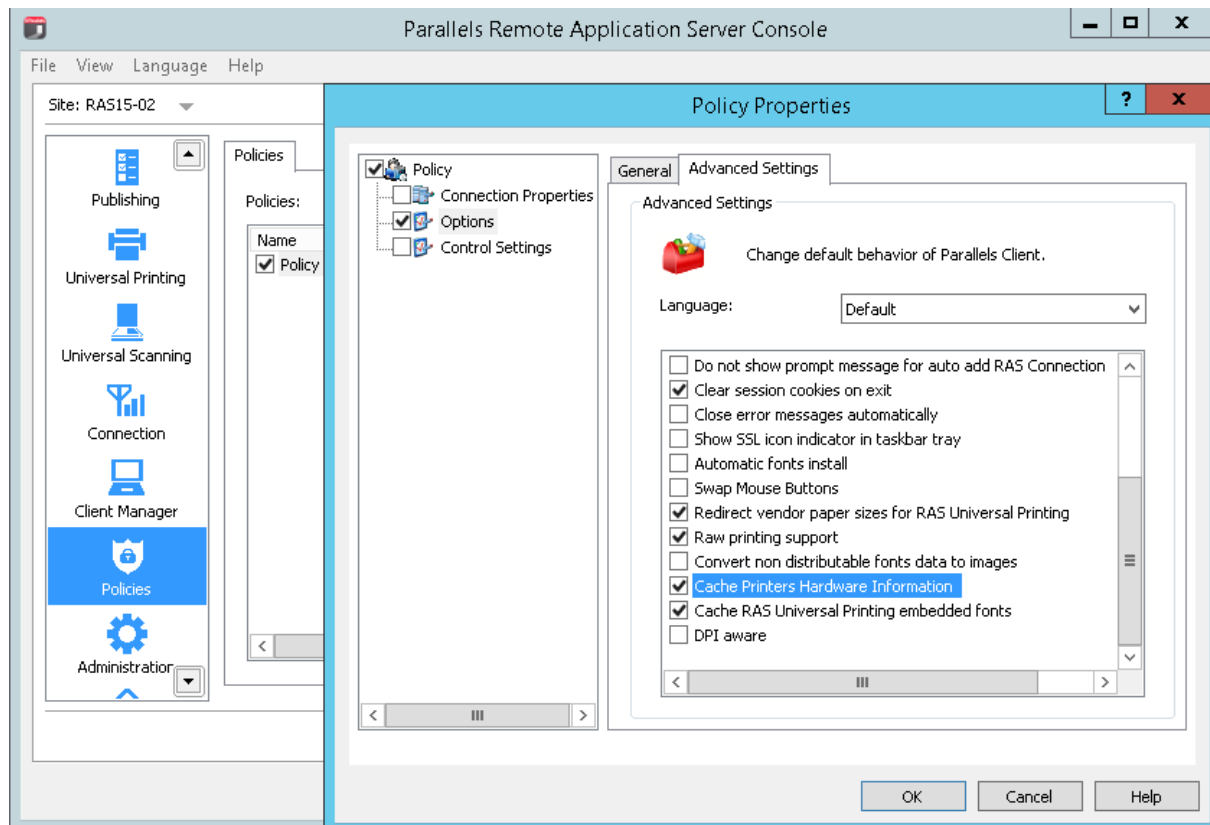 Parallels Remote Application Server Console
File View Language Help
Site: RAS15-02
Publishing
Universal Printing
Universal Scanning
Connection
Client Manager
Policies
Administration
Policies
Policies:
Name
Policy
Policy Properties
? x
Policy
Connection Properties
Options
Control Settings
General Advanced Settings
Advanced Settings
Change default behavior of Parallels Client.
Language: Default
Do not show prompt message for auto add RAS Connection
Clear session cookies on exit
Close error messages automatically
Show SSL icon indicator in taskbar tray
Automatic fonts install
Swap Mouse Buttons
Redirect vendor paper sizes for RAS Universal Printing
Raw printing support
Convert non distributable fonts data to images
Cache Printers Hardware Information
Cache RAS Universal Printing embedded fonts
DPI aware
OK Cancel Help